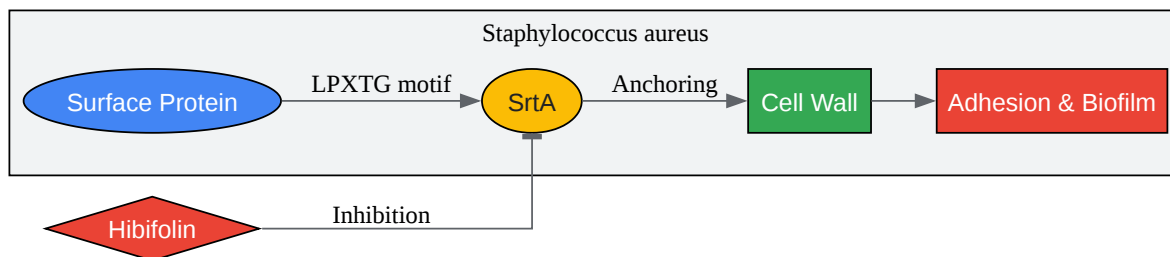 Staphylococcus aureus
Surface Protein
LPXTG motif
SrtA
Anchoring
Cell Wall
Adhesion & Biofilm
Hibifolin
Inhibition